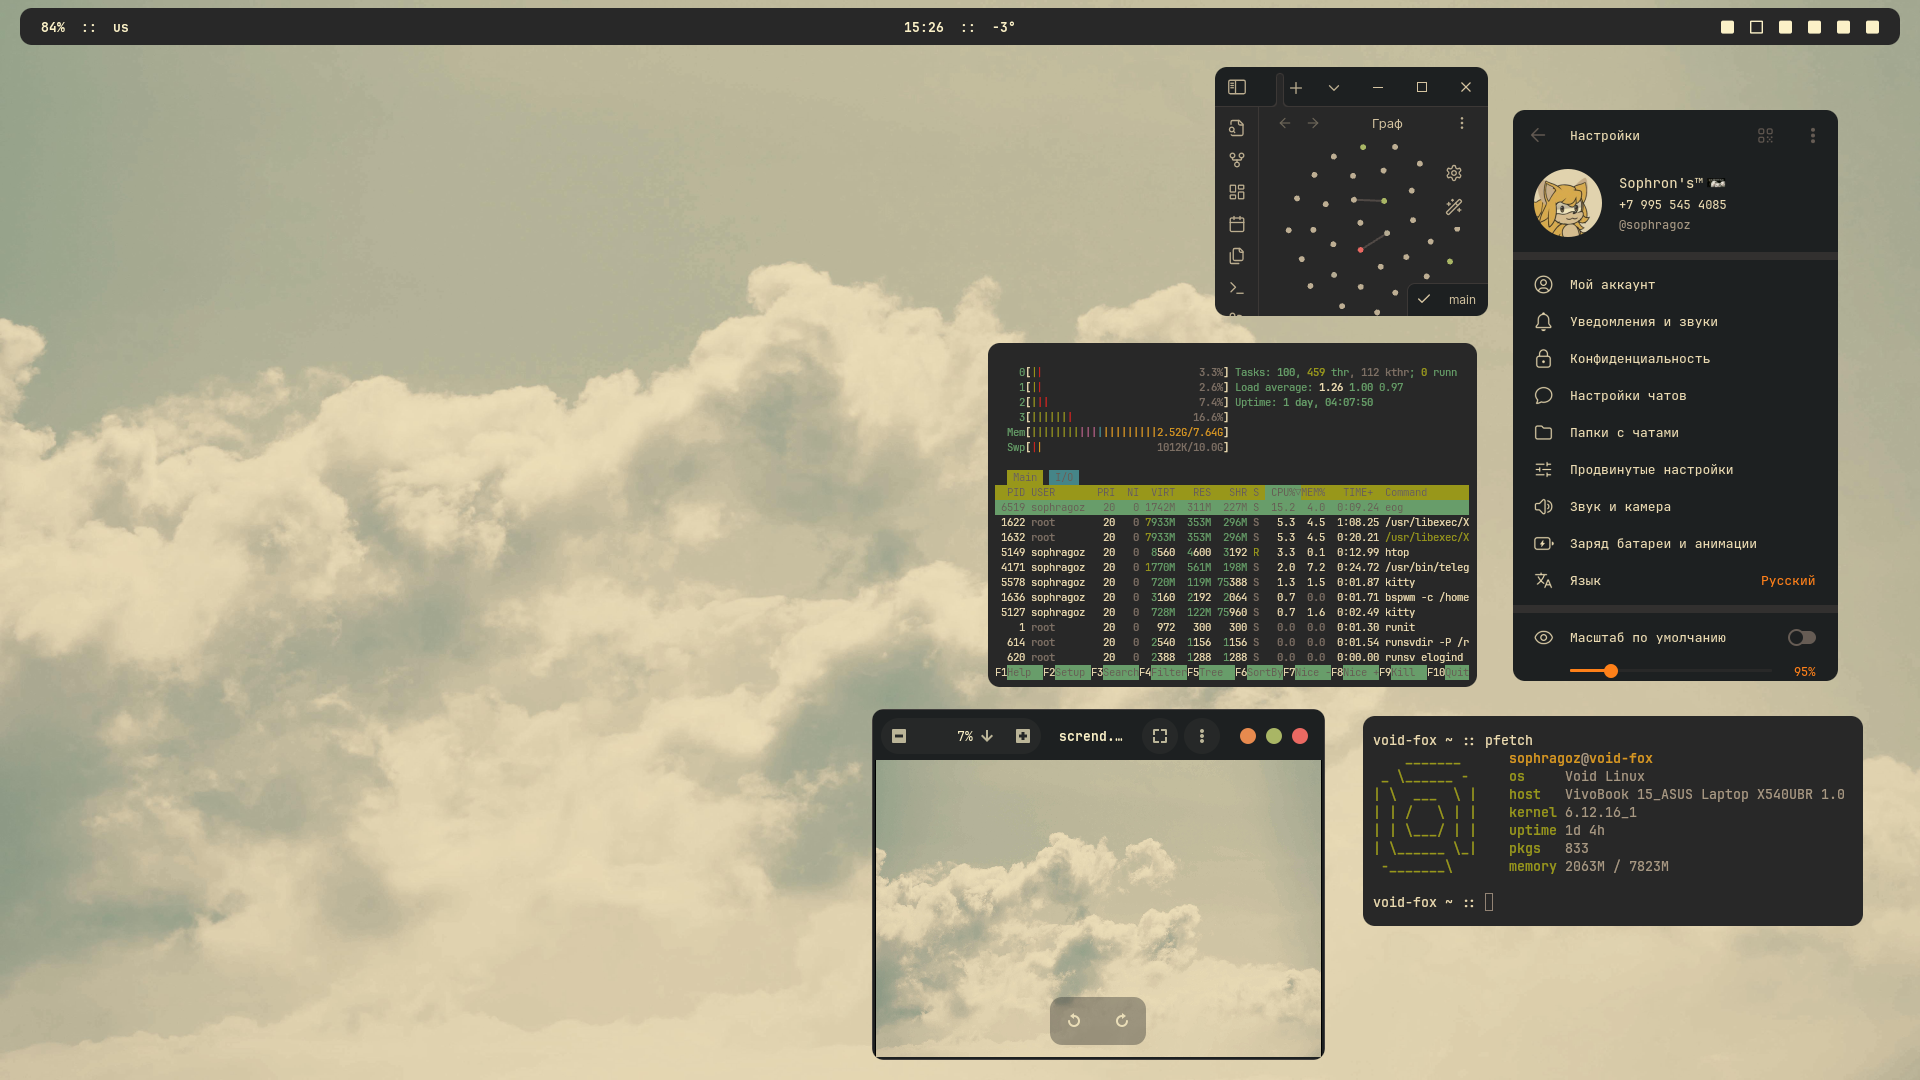 84% :: us
15:26 :: -3°
Граф
main
Настройки
Sophron's™
+7 995 545 4085
@sophragoz
Мой аккаунт
Уведомления и звуки
Конфиденциальность
Настройки чатов
Папки с чатами
Продвинутые настройки
Звук и камера
Заряд батареи и анимации
Язык Русский
Масштаб по умолчанию
95%
0[|| 3.3%] Tasks: 100, 459 thr, 112 kthr; 0 runn
1[|| 2.6%] Load average: 1.26 1.00 0.97
2[||| 7.4%] Uptime: 1 day, 04:07:50
3[||||||| 16.6%]
Mem[|||||||||||||||||||||2.52G/7.64G]
Swp[|| 1012K/10.0G]
Main I/O
PID USER PRI NI VIRT RES SHR S CPU%▽MEM% TIME+ Command
6519 sophragoz 20 0 1742M 311M 227M S 15.2 4.0 0:09.24 eog
1622 root 20 0 7933M 353M 296M S 5.3 4.5 1:08.25 /usr/libexec/X
1632 root 20 0 7933M 353M 296M S 5.3 4.5 0:20.21 /usr/libexec/X
5149 sophragoz 20 0 8560 4600 3192 R 3.3 0.1 0:12.99 htop
4171 sophragoz 20 0 1770M 561M 198M S 2.0 7.2 0:24.72 /usr/bin/teleg
5578 sophragoz 20 0 720M 119M 75388 S 1.3 1.5 0:01.87 kitty
1636 sophragoz 20 0 3160 2192 2064 S 0.7 0.0 0:01.71 bspwm -c /home
5127 sophragoz 20 0 728M 122M 75960 S 0.7 1.6 0:02.49 kitty
1 root 20 0 972 300 300 S 0.0 0.0 0:01.30 runit
614 root 20 0 2540 1156 1156 S 0.0 0.0 0:01.54 runsvdir -P /r
620 root 20 0 2388 1288 1288 S 0.0 0.0 0:00.00 runsv elogind
F1Help F2Setup F3SearchF4FilterF5Tree F6SortByF7Nice -F8Nice +F9Kill F10Quit
7% scrend.…
void-fox ~ :: pfetch
sophragoz@void-fox
os Void Linux
host VivoBook 15_ASUS Laptop X540UBR 1.0
kernel 6.12.16_1
uptime 1d 4h
pkgs 833
memory 2063M / 7823M
void-fox ~ ::